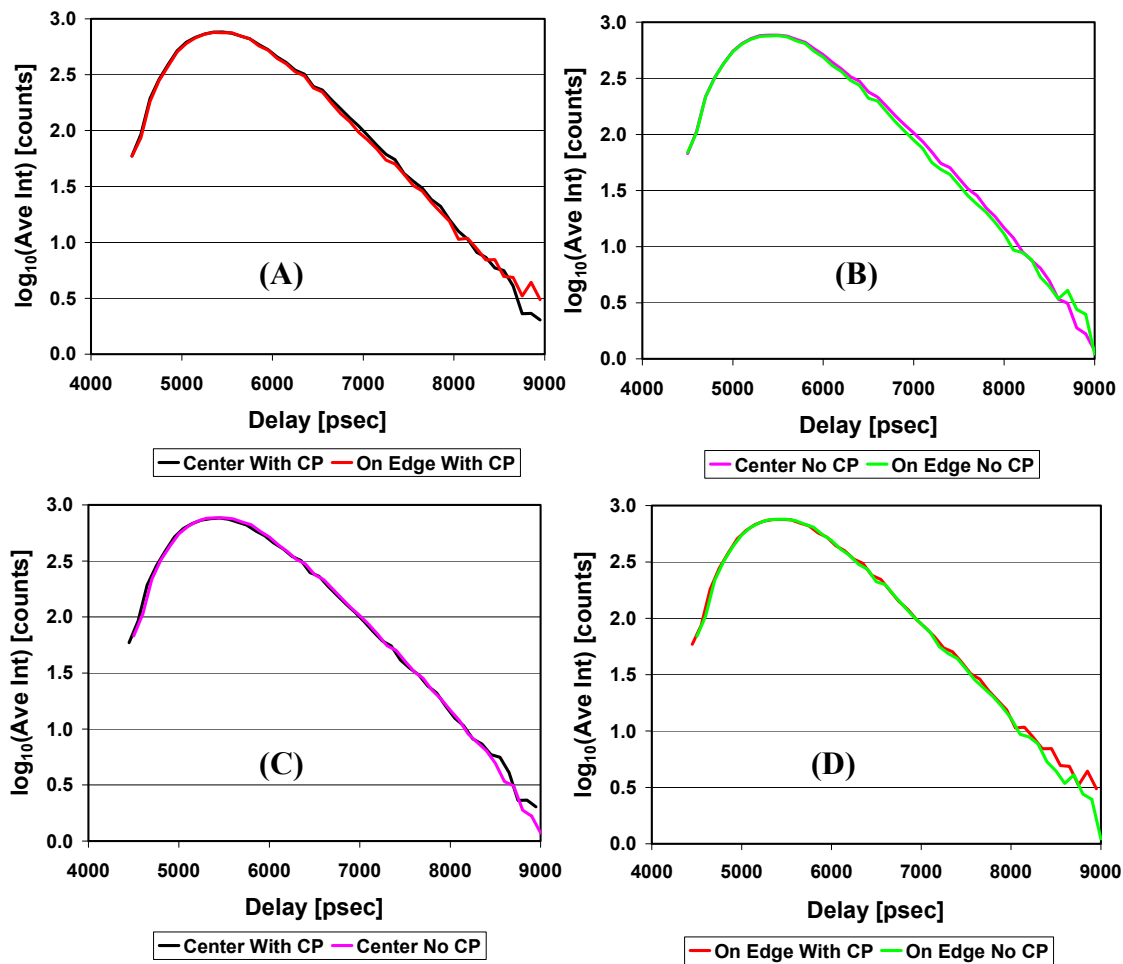 log₁₀(Ave Int) [counts]
3.0
2.5
2.0
1.5
1.0
0.5
0.0
(A)
4000 5000 6000 7000 8000 9000
Delay [psec]
Center With CP On Edge With CP
log₁₀(Ave Int) [counts]
3.0
2.5
2.0
1.5
1.0
0.5
0.0
(B)
4000 5000 6000 7000 8000 9000
Delay [psec]
Center No CP On Edge No CP
log₁₀(Ave Int) [counts]
3.0
2.5
2.0
1.5
1.0
0.5
0.0
(C)
4000 5000 6000 7000 8000 9000
Delay [psec]
Center With CP Center No CP
log₁₀(Ave Int) [counts]
3.0
2.5
2.0
1.5
1.0
0.5
0.0
(D)
4000 5000 6000 7000 8000 9000
Delay [psec]
On Edge With CP On Edge No CP